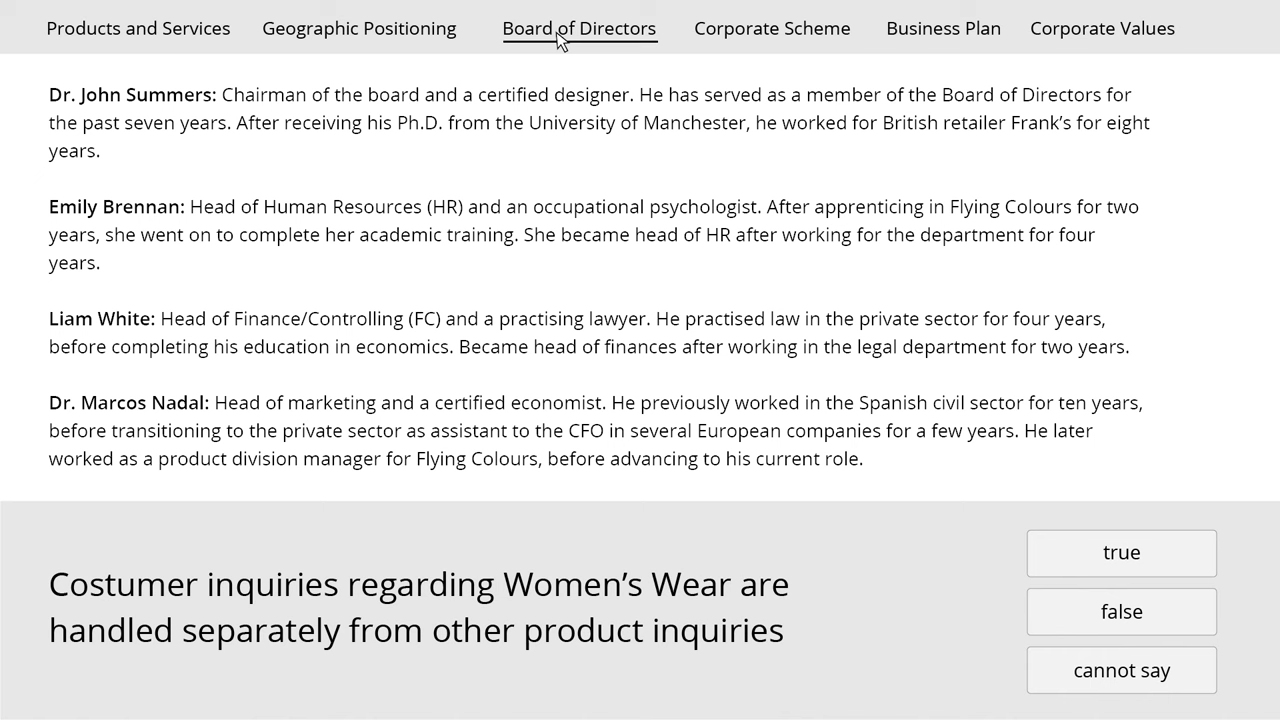 Products and Services Geographic Positioning Board of Directors Corporate Scheme Business Plan Corporate Values
Dr. John Summers: Chairman of the board and a certified designer. He has served as a member of the Board of Directors for
the past seven years. After receiving his Ph.D. from the University of Manchester, he worked for British retailer Frank’s for eight
years.
Emily Brennan: Head of Human Resources (HR) and an occupational psychologist. After apprenticing in Flying Colours for two
years, she went on to complete her academic training. She became head of HR after working for the department for four
years.
Liam White: Head of Finance/Controlling (FC) and a practising lawyer. He practised law in the private sector for four years,
before completing his education in economics. Became head of finances after working in the legal department for two years.
Dr. Marcos Nadal: Head of marketing and a certified economist. He previously worked in the Spanish civil sector for ten years,
before transitioning to the private sector as assistant to the CFO in several European companies for a few years. He later
worked as a product division manager for Flying Colours, before advancing to his current role.
Costumer inquiries regarding Women’s Wear are
handled separately from other product inquiries
true
false
cannot say